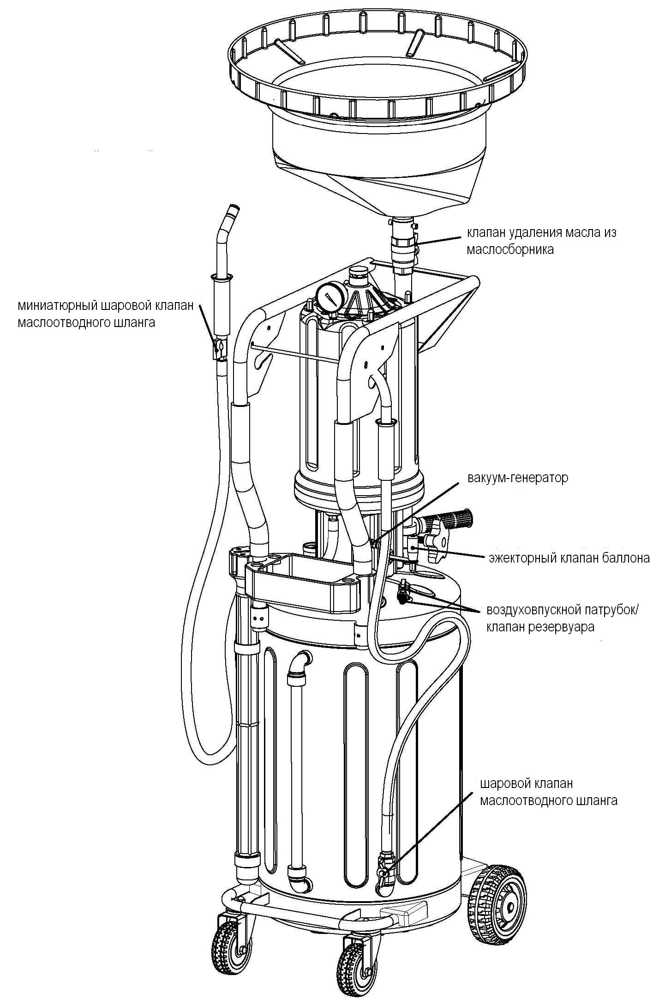 клапан удаления масла из
маслосборника
миниатюрный шаровой клапан
маслоотводного шланга
вакуум-генератор
эжекторный клапан баллона
воздуховпускной патрубок/
клапан резервуара
шаровой клапан
маслоотводного шланга